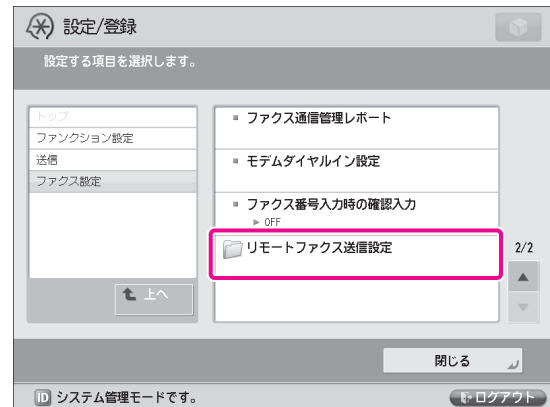 設定/登録
設定する項目を選択します。
トップ
ファンクション設定
送信
ファクス設定
上へ
■ ファクス通信管理レポート
■ モデムダイヤルイン設定
■ ファクス番号入力時の確認入力
▶ OFF
リモートファクス送信設定
2/2
閉じる
ID システム管理モードです。
ログアウト